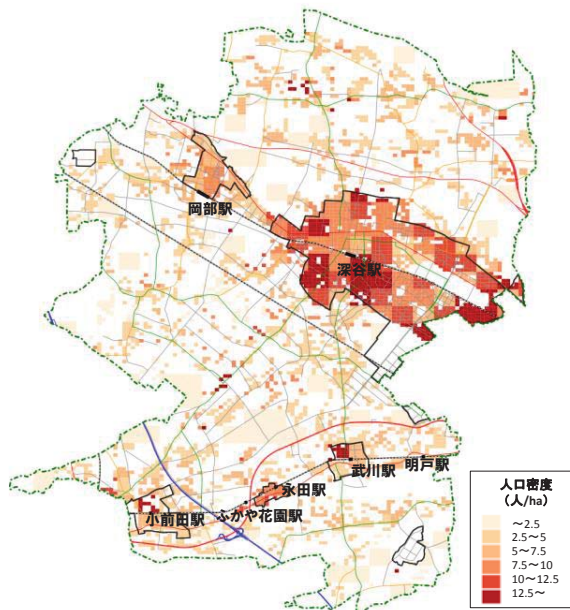 岡部駅
深谷駅
明戸駅
武川駅
永田駅
ふかや花園駅
小前田駅
人口密度
（人/ha）
～2.5
2.5～5
5～7.5
7.5～10
10～12.5
12.5～